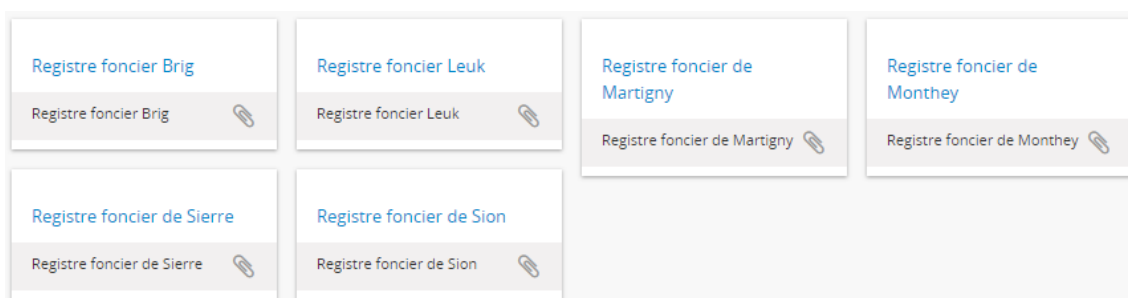 Registre foncier Brig
Registre foncier Brig
Registre foncier Leuk
Registre foncier Leuk
Registre foncier de
Martigny
Registre foncier de Martigny
Registre foncier de
Monthey
Registre foncier de Monthey
Registre foncier de Sierre
Registre foncier de Sierre
Registre foncier de Sion
Registre foncier de Sion